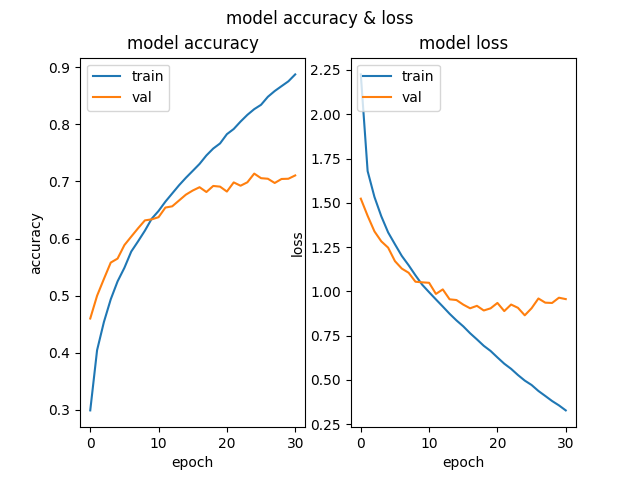 model accuracy & loss
model accuracy
train
val
0.9
0.8
0.7
0.6
0.5
0.4
0.3
accuracy
0
10
20
30
epoch
model loss
train
val
2.25
2.00
1.75
1.50
1.25
1.00
0.75
0.50
0.25
loss
0
10
20
30
epoch